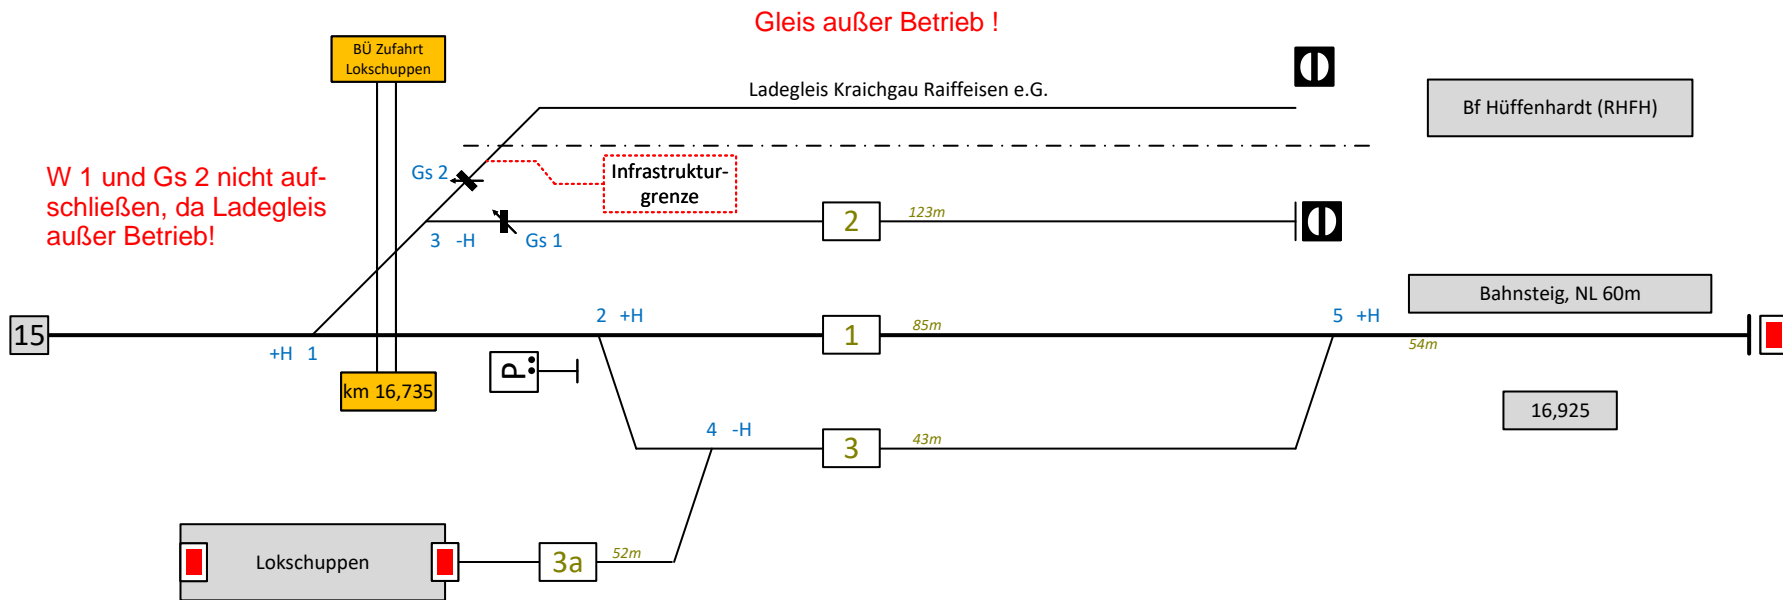 Gleis außer Betrieb !
BÜ Zufahrt
Lokschuppen
Ladegleis Kraichgau Raiffeisen e.G.
Bf Hüffenhardt (RHFH)
W 1 und Gs 2 nicht auf-
schließen, da Ladegleis
außer Betrieb!
Gs 2
Infrastruktur-
grenze
2
123m
3 -H
Gs 1
Bahnsteig, NL 60m
15
2 +H
1
85m
5 +H
54m
+H 1
P
km 16,735
16,925
4 -H
3
43m
Lokschuppen
3a
52m